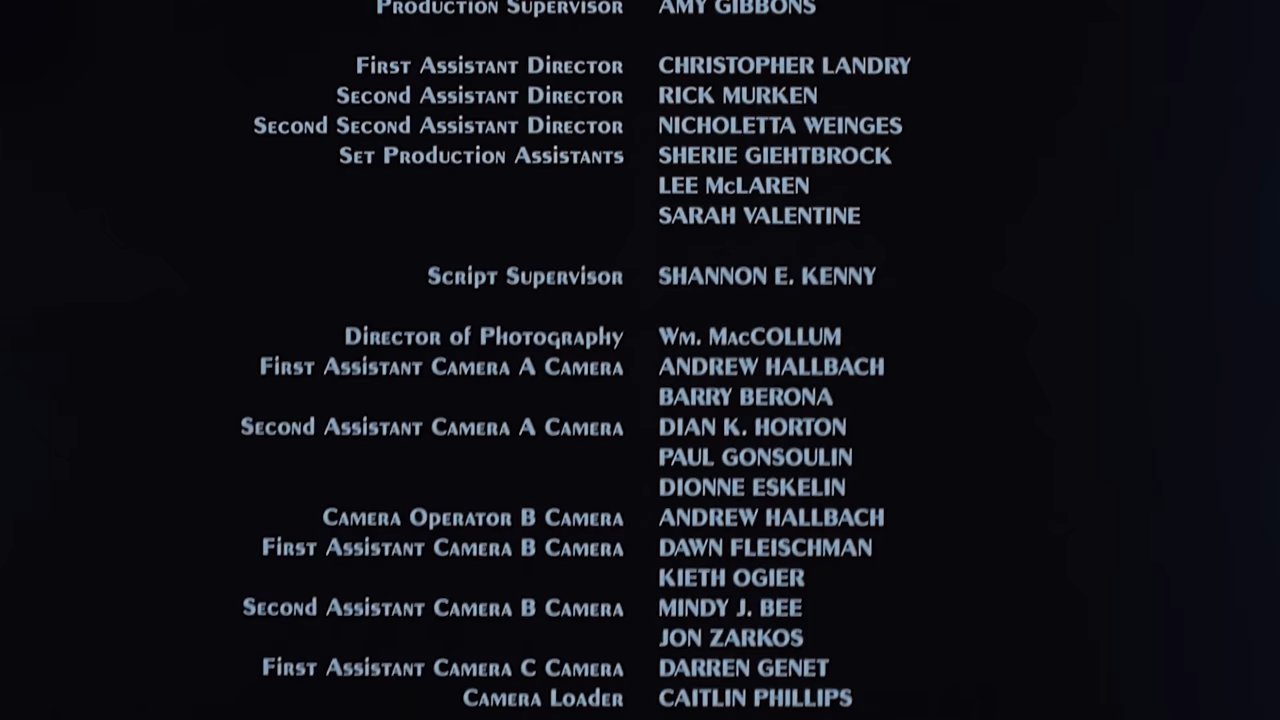 Production Supervisor AMY GIBBONS
First Assistant Director CHRISTOPHER LANDRY
Second Assistant Director RICK MURKEN
Second Second Assistant Director NICHOLETTA WEINGES
Set Production Assistants SHERIE GIEHTBROCK
LEE McLAREN
SARAH VALENTINE
Script Supervisor SHANNON E. KENNY
Director of Photography Wm. MacCOLLUM
First Assistant Camera A Camera ANDREW HALLBACH
BARRY BERONA
Second Assistant Camera A Camera DIAN K. HORTON
PAUL GONSOULIN
DIONNE ESKELIN
Camera Operator B Camera ANDREW HALLBACH
First Assistant Camera B Camera DAWN FLEISCHMAN
KIETH OGIER
Second Assistant Camera B Camera MINDY J. BEE
JON ZARKOS
First Assistant Camera C Camera DARREN GENET
Camera Loader CAITLIN PHILLIPS